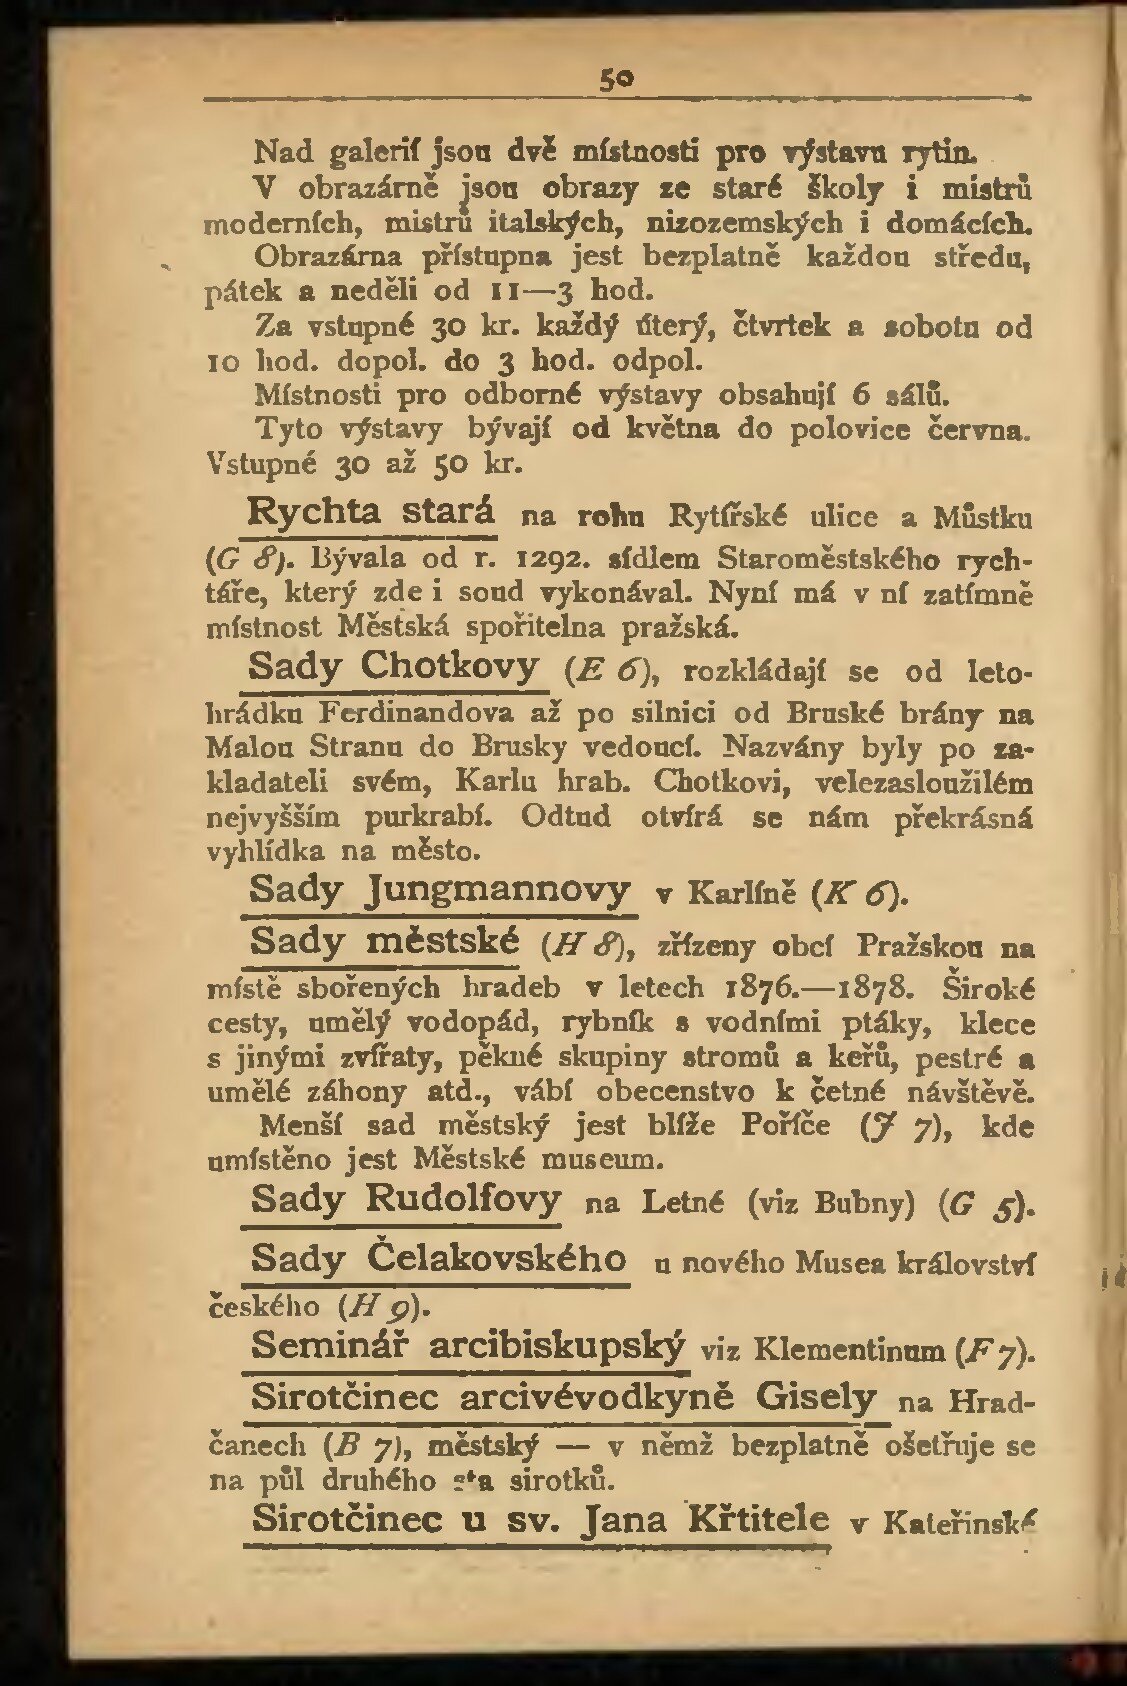 50
Nad galerií jsou dvě místnosti pro výstavu rytin.
V obrazárně jsou obrazy ze staré školy i mistrů
moderních, mistrů italských, nizozemských i domácích.
Obrazárna přístupna jest bezplatně každou středu,
pátek a neděli od 11—3 hod.
Za vstupné 30 kr. každý úterý, čtvrtek a sobotu od
10 hod. dopol. do 3 hod. odpol.
Místnosti pro odborné výstavy obsahují 6 sálů.
Tyto výstavy bývají od května do polovice června.
Vstupné 30 až 50 kr.
Rychta stará na rohu Rytířské ulice a Můstku
(G 8). Bývala od r. 1292. sídlem Staroměstského rych-
táře, který zde i soud vykonával. Nyní má v ní zatímně
místnost Městská spořitelna pražská.
Sady Chotkovy (E 6), rozkládají se od leto-
hrádku Ferdinandova až po silnici od Bruské brány na
Malou Stranu do Brusky vedoucí. Nazvány byly po za-
kladateli svém, Karlu hrab. Chotkovi, velezasloužilém
nejvyšším purkrabí. Odtud otvírá se nám překrásná
vyhlídka na město.
Sady Jungmannovy v Karlíně (K 6).
Sady městské (H 8), zřízeny obcí Pražskou na
místě sbořených hradeb v letech 1876.—1878. Široké
cesty, umělý vodopád, rybník s vodními ptáky, klece
s jinými zvířaty, pěkné skupiny stromů a keřů, pestré a
umělé záhony atd., vábí obecenstvo k četné návštěvě.
Menší sad městský jest blíže Poříče (J 7), kde
umístěno jest Městské museum.
Sady Rudolfovy na Letné (viz Bubny) (G 5).
Sady Čelakovského u nového Musea království
českého (H 9).
Seminář arcibiskupský viz Klementinum (F 7).
Sirotčinec arcivévodkyně Gisely na Hrad-
čanech (B 7), městský — v němž bezplatně ošetřuje se
na půl druhého sta sirotků.
Sirotčinec u sv. Jana Křtitele v Kateřinské